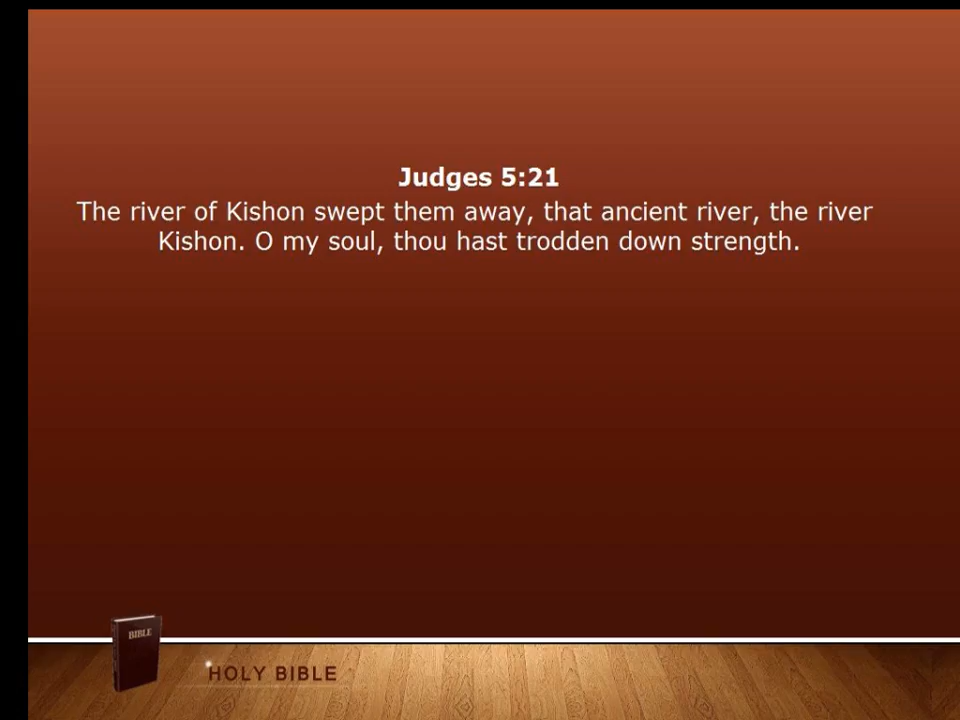 Judges 5:21
The river of Kishon swept them away, that ancient river, the river
Kishon. O my soul, thou hast trodden down strength.
BIBLE
HOLY BIBLE